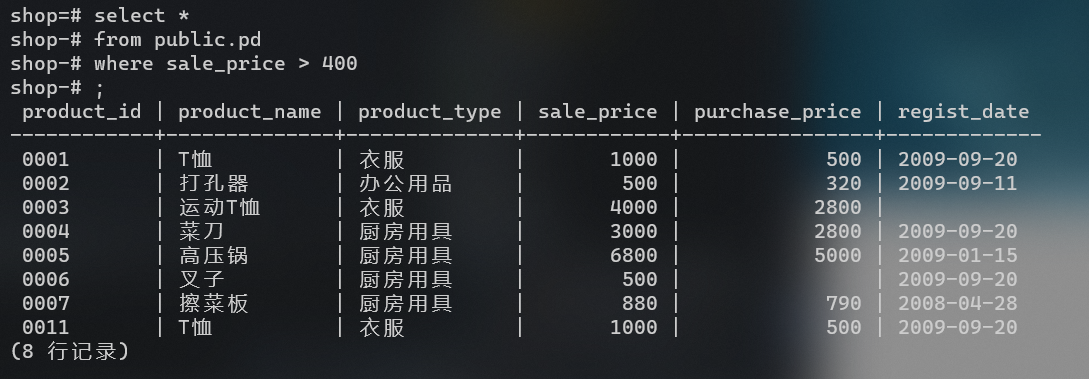 shop=# select *
shop-# from public.pd
shop-# where sale_price > 400
shop-# ;
 product_id | product_name | product_type | sale_price | purchase_price | regist_date
------------+--------------+--------------+------------+----------------+-------------
 0001       | T恤          | 衣服         |       1000 |            500 | 2009-09-20
 0002       | 打孔器       | 办公用品     |        500 |            320 | 2009-09-11
 0003       | 运动T恤      | 衣服         |       4000 |           2800 |
 0004       | 菜刀         | 厨房用具     |       3000 |           2800 | 2009-09-20
 0005       | 高压锅       | 厨房用具     |       6800 |           5000 | 2009-01-15
 0006       | 叉子         | 厨房用具     |        500 |                | 2009-09-20
 0007       | 擦菜板       | 厨房用具     |        880 |            790 | 2008-04-28
 0011       | T恤          | 衣服         |       1000 |            500 | 2009-09-20
(8 行记录)